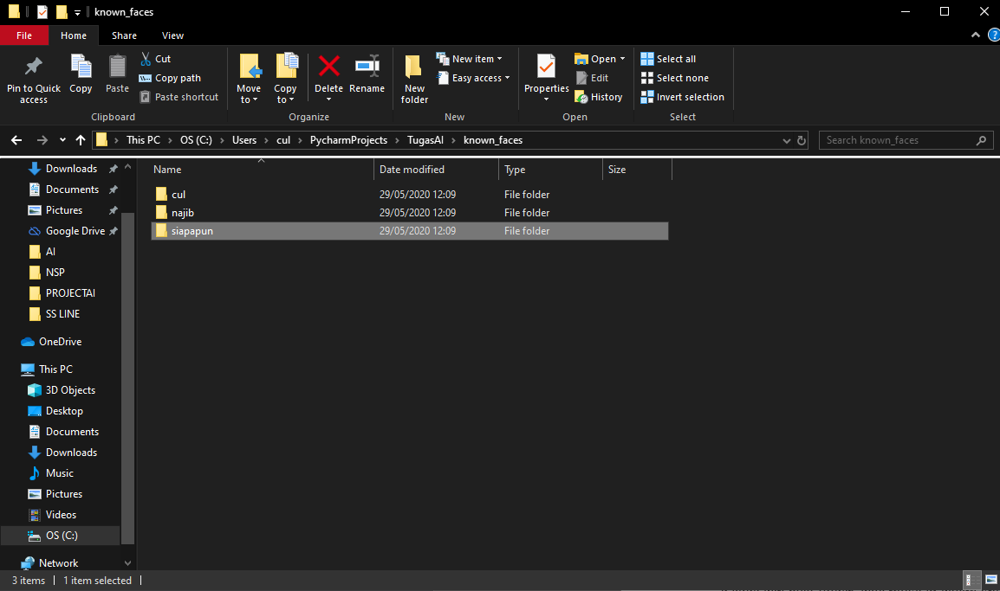 known_faces
File Home Share View
Pin to Quick access
Copy
Paste
Cut
Copy path
Paste shortcut
Clipboard
Move to
Copy to
Delete
Rename
Organize
New folder
New item
Easy access
New
Properties
Open
Edit
History
Open
Select all
Select none
Invert selection
Select
This PC > OS (C:) > Users > cul > PycharmProjects > TugasAI > known_faces
Search known_faces
Downloads
Documents
Pictures
Google Drive
AI
NSP
PROJECTAI
SS LINE
OneDrive
This PC
3D Objects
Desktop
Documents
Downloads
Music
Pictures
Videos
OS (C:)
Network
Name Date modified Type Size
cul 29/05/2020 12:09 File folder
najib 29/05/2020 12:09 File folder
siapapun 29/05/2020 12:09 File folder
3 items 1 item selected